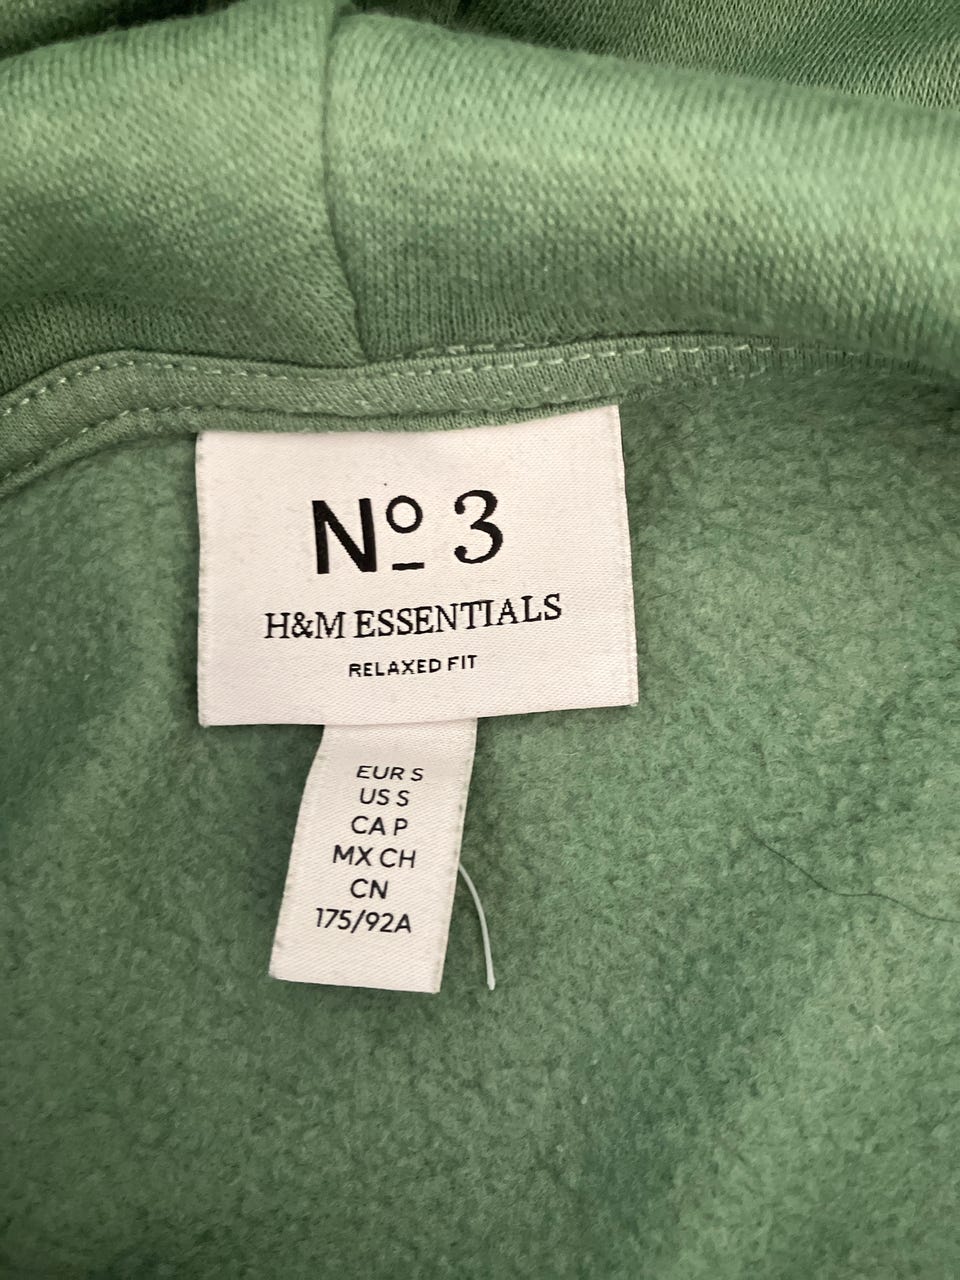 Nº 3
H&M ESSENTIALS
RELAXED FIT
EUR S
US S
CA P
MX CH
CN
175/92A